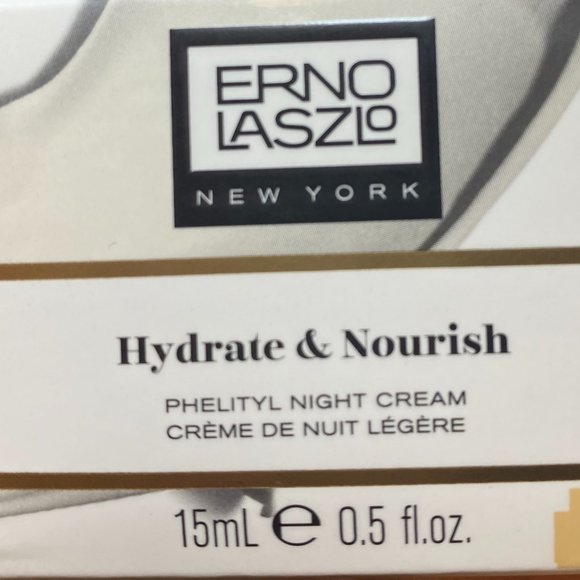 ERNO
LASZLO
NEW YORK
Hydrate & Nourish
PHELITYL NIGHT CREAM
CRÈME DE NUIT LÉGÈRE
15mL ℮ 0.5 fl.oz.